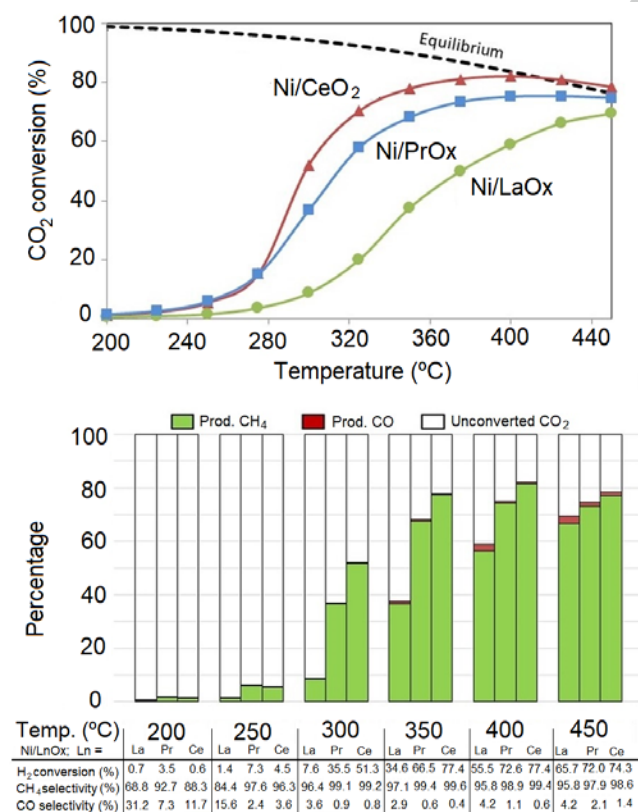 100
80
60
40
20
0
CO₂ conversion (%)
Equilibrium
Ni/CeO₂
Ni/PrOx
Ni/LaOx
200 240 280 320 360 400 440
Temperature (ºC)
Prod. CH₄ Prod. CO Unconverted CO₂
100
80
60
40
20
0
Percentage
Temp. (ºC) 200 250 300 350 400 450
Ni/LnOx; Ln = La Pr Ce La Pr Ce La Pr Ce La Pr Ce La Pr Ce La Pr Ce
H₂ conversion (%) 0.7 3.5 0.6 1.4 7.3 4.5 7.6 35.5 51.3 34.6 66.5 77.4 55.5 72.6 77.4 65.7 72.0 74.3
CH₄ selectivity (%) 68.8 92.7 88.3 84.4 97.6 96.3 96.4 99.1 99.2 97.1 99.4 99.6 95.8 98.9 99.4 95.8 97.9 98.6
CO selectivity (%) 31.2 7.3 11.7 15.6 2.4 3.6 3.6 0.9 0.8 2.9 0.6 0.4 4.2 1.1 0.6 4.2 2.1 1.4